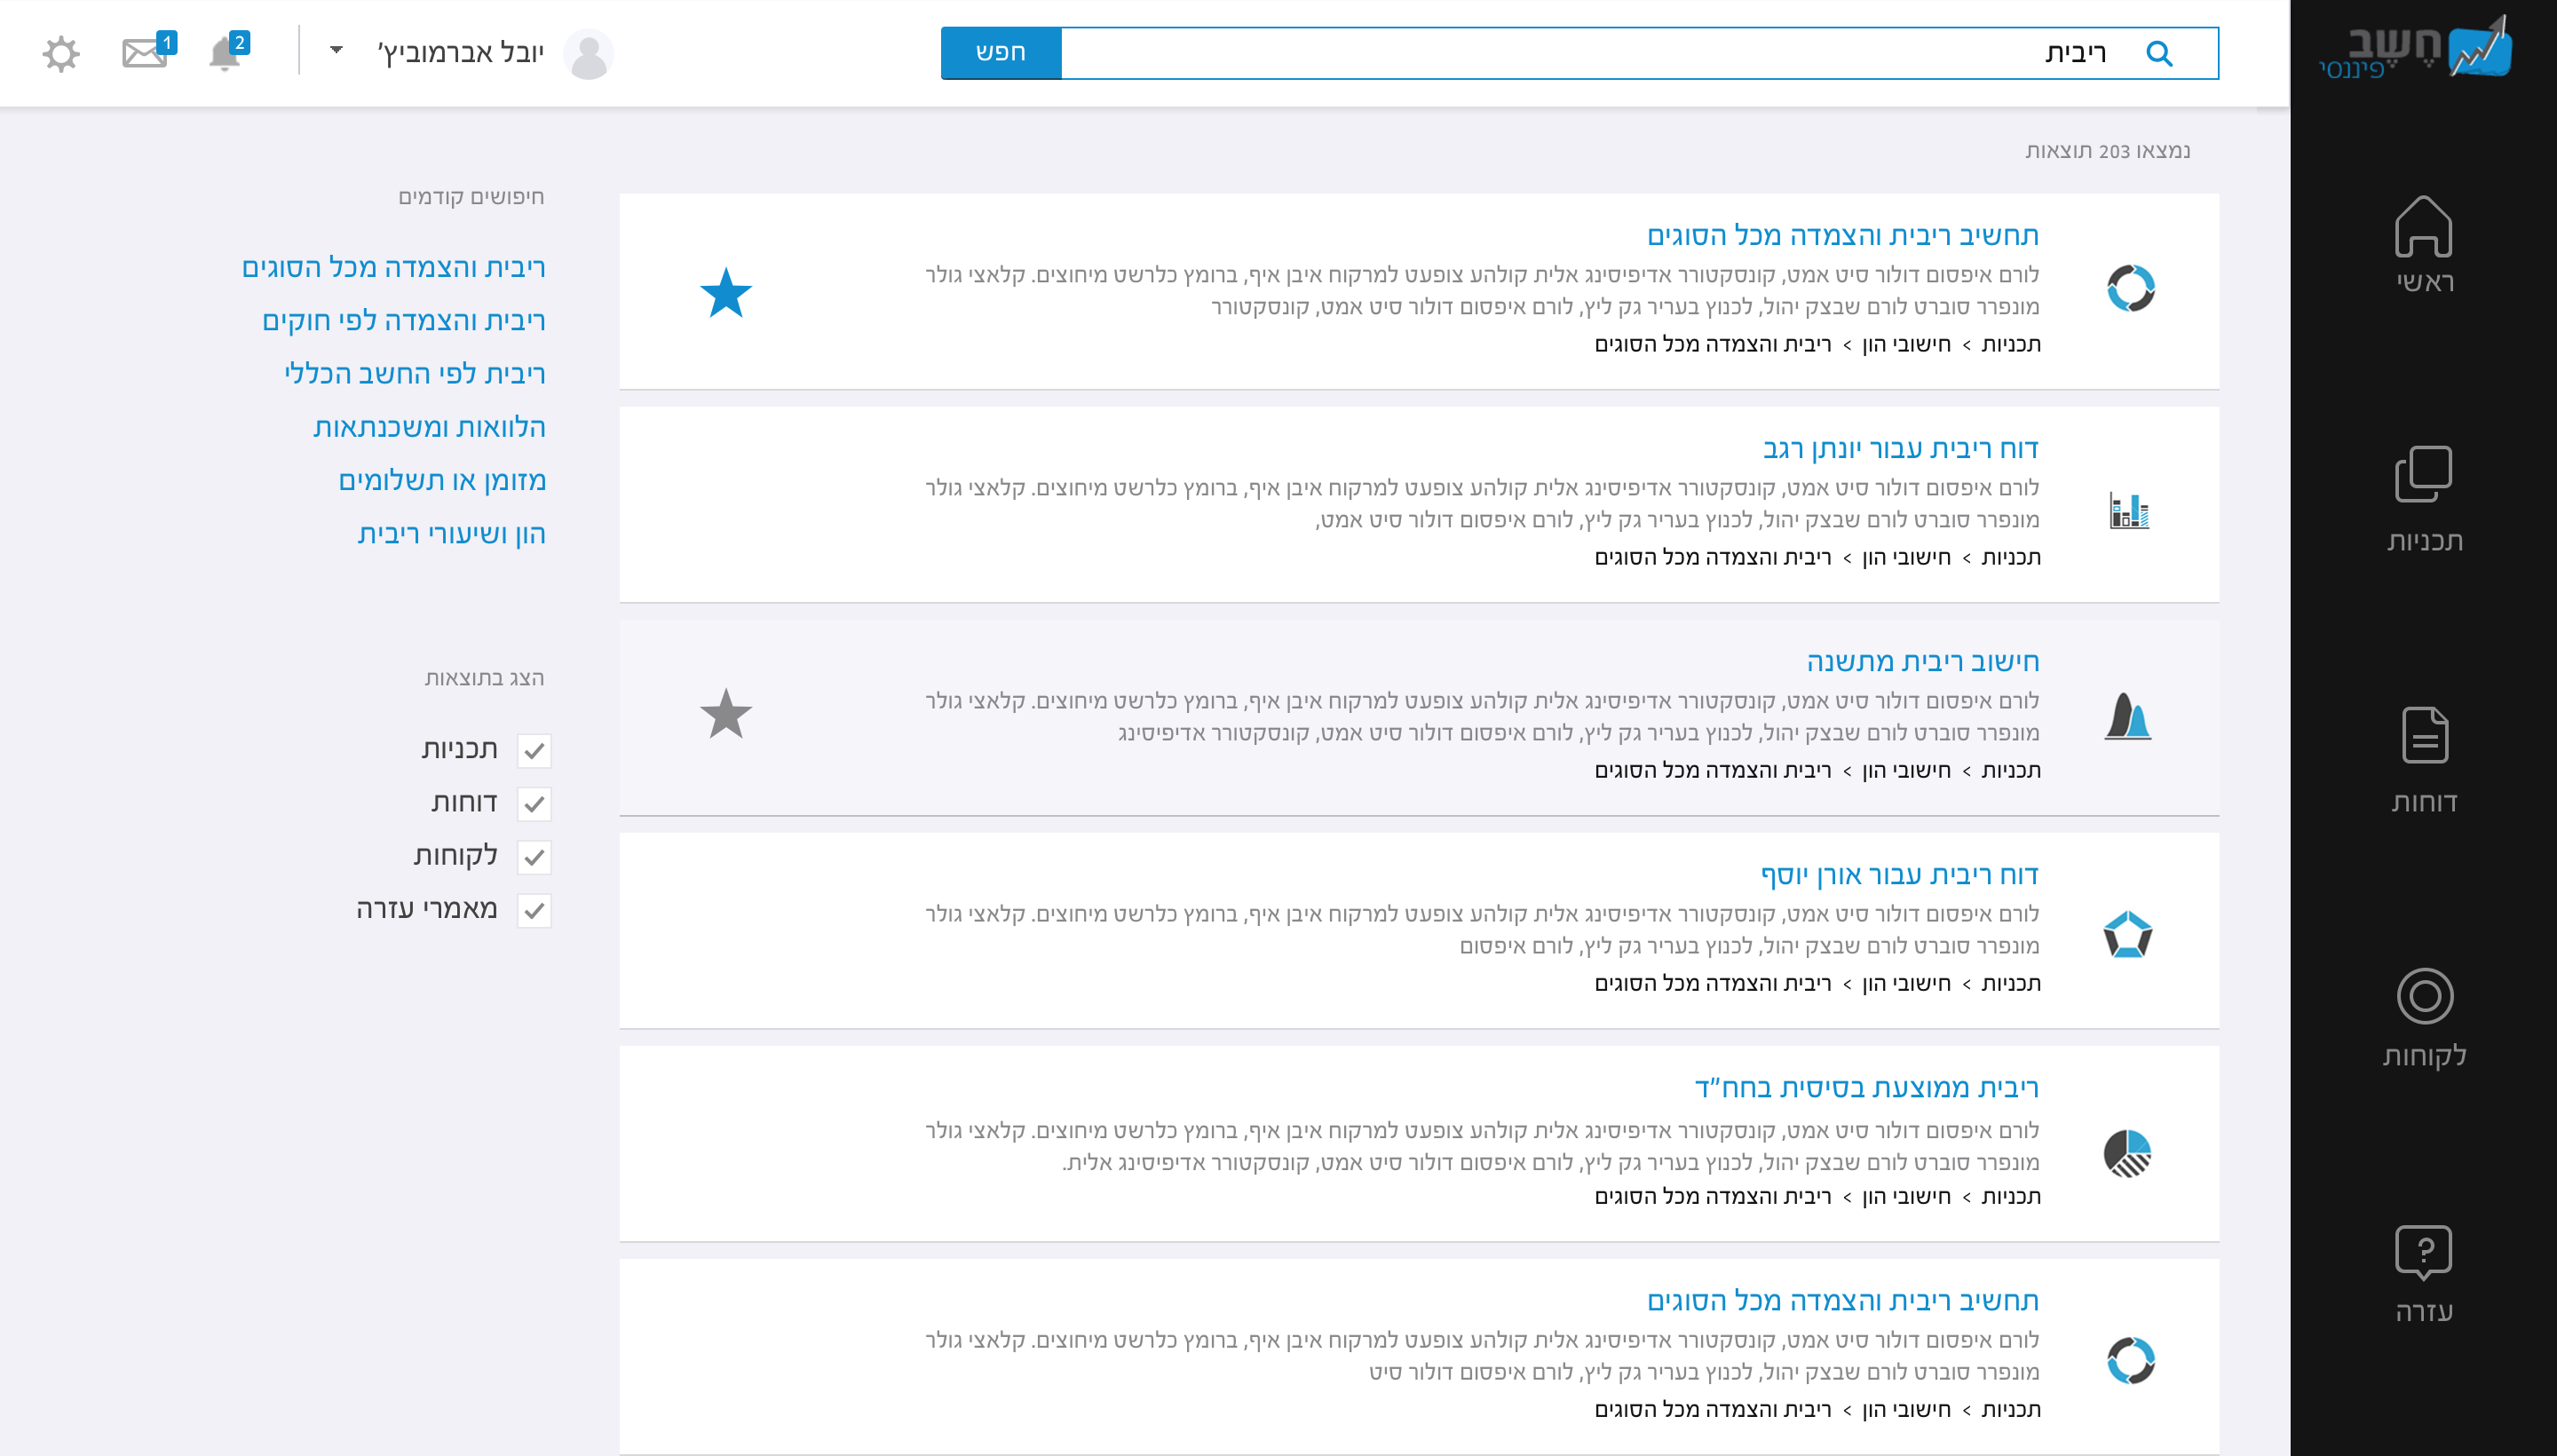 חֶשֶׁב
פיננסי
ראשי
תכניות
דוחות
לקוחות
עזרה
ריבית
חפש
יובל אברמוביץ'
2
1
נמצאו 203 תוצאות
תחשיב ריבית והצמדה מכל הסוגים
לורם איפסום דולור סיט אמט, קונסקטורר אדיפיסינג אלית קולהע צופעט למרקוח איבן איף, ברומץ כלרשט מיחוצים. קלאצי גולר
מונפרר סוברט לורם שבצק יהול, לכנוץ בעריר גק ליץ, לורם איפסום דולור סיט אמט, קונסקטורר
תכניות > חישובי הון > ריבית והצמדה מכל הסוגים
דוח ריבית עבור יונתן רגב
לורם איפסום דולור סיט אמט, קונסקטורר אדיפיסינג אלית קולהע צופעט למרקוח איבן איף, ברומץ כלרשט מיחוצים. קלאצי גולר
מונפרר סוברט לורם שבצק יהול, לכנוץ בעריר גק ליץ, לורם איפסום דולור סיט אמט,
תכניות > חישובי הון > ריבית והצמדה מכל הסוגים
חישוב ריבית מתשנה
לורם איפסום דולור סיט אמט, קונסקטורר אדיפיסינג אלית קולהע צופעט למרקוח איבן איף, ברומץ כלרשט מיחוצים. קלאצי גולר
מונפרר סוברט לורם שבצק יהול, לכנוץ בעריר גק ליץ, לורם איפסום דולור סיט אמט, קונסקטורר אדיפיסינג
תכניות > חישובי הון > ריבית והצמדה מכל הסוגים
דוח ריבית עבור אורן יוסף
לורם איפסום דולור סיט אמט, קונסקטורר אדיפיסינג אלית קולהע צופעט למרקוח איבן איף, ברומץ כלרשט מיחוצים. קלאצי גולר
מונפרר סוברט לורם שבצק יהול, לכנוץ בעריר גק ליץ, לורם איפסום
תכניות > חישובי הון > ריבית והצמדה מכל הסוגים
ריבית ממוצעת בסיסית בחח"ד
לורם איפסום דולור סיט אמט, קונסקטורר אדיפיסינג אלית קולהע צופעט למרקוח איבן איף, ברומץ כלרשט מיחוצים. קלאצי גולר
מונפרר סוברט לורם שבצק יהול, לכנוץ בעריר גק ליץ, לורם איפסום דולור סיט אמט, קונסקטורר אדיפיסינג אלית.
תכניות > חישובי הון > ריבית והצמדה מכל הסוגים
תחשיב ריבית והצמדה מכל הסוגים
לורם איפסום דולור סיט אמט, קונסקטורר אדיפיסינג אלית קולהע צופעט למרקוח איבן איף, ברומץ כלרשט מיחוצים. קלאצי גולר
מונפרר סוברט לורם שבצק יהול, לכנוץ בעריר גק ליץ, לורם איפסום דולור סיט
תכניות > חישובי הון > ריבית והצמדה מכל הסוגים
חיפושים קודמים
ריבית והצמדה מכל הסוגים
ריבית והצמדה לפי חוקים
ריבית לפי החשב הכללי
הלוואות ומשכנתאות
מזומן או תשלומים
הון ושיעורי ריבית
הצג בתוצאות
תכניות
דוחות
לקוחות
מאמרי עזרה